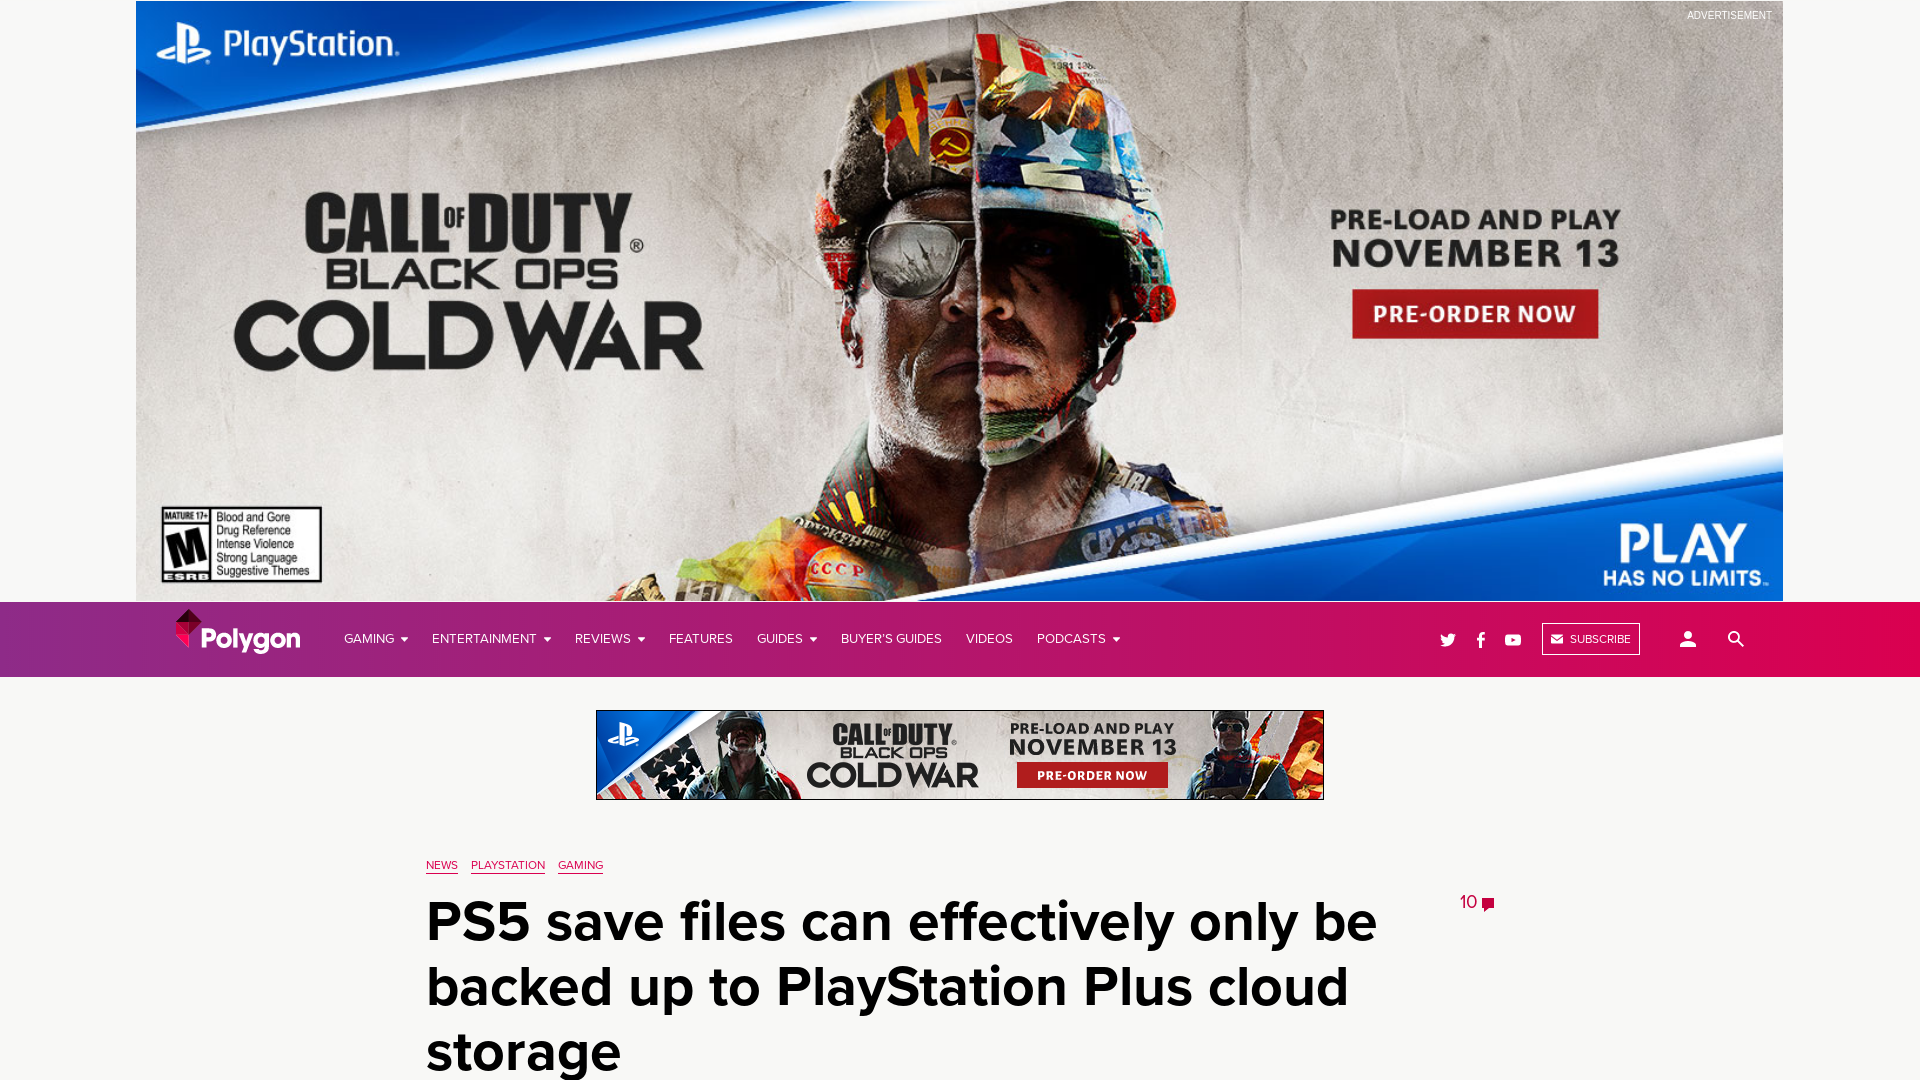 ADVERTISEMENT
PlayStation
CALL OF DUTY®
BLACK OPS
COLD WAR
PRE-LOAD AND PLAY
NOVEMBER 13
PRE-ORDER NOW
MATURE 17+
M
ESRB
Blood and Gore
Drug Reference
Intense Violence
Strong Language
Suggestive Themes
CCCP
PLAY
HAS NO LIMITS™
Polygon
GAMING
ENTERTAINMENT
REVIEWS
FEATURES
GUIDES
BUYER'S GUIDES
VIDEOS
PODCASTS
SUBSCRIBE
CALL OF DUTY®
BLACK OPS
COLD WAR
PRE-LOAD AND PLAY
NOVEMBER 13
PRE-ORDER NOW
NEWS PLAYSTATION GAMING
PS5 save files can effectively only be
backed up to PlayStation Plus cloud
storage
10